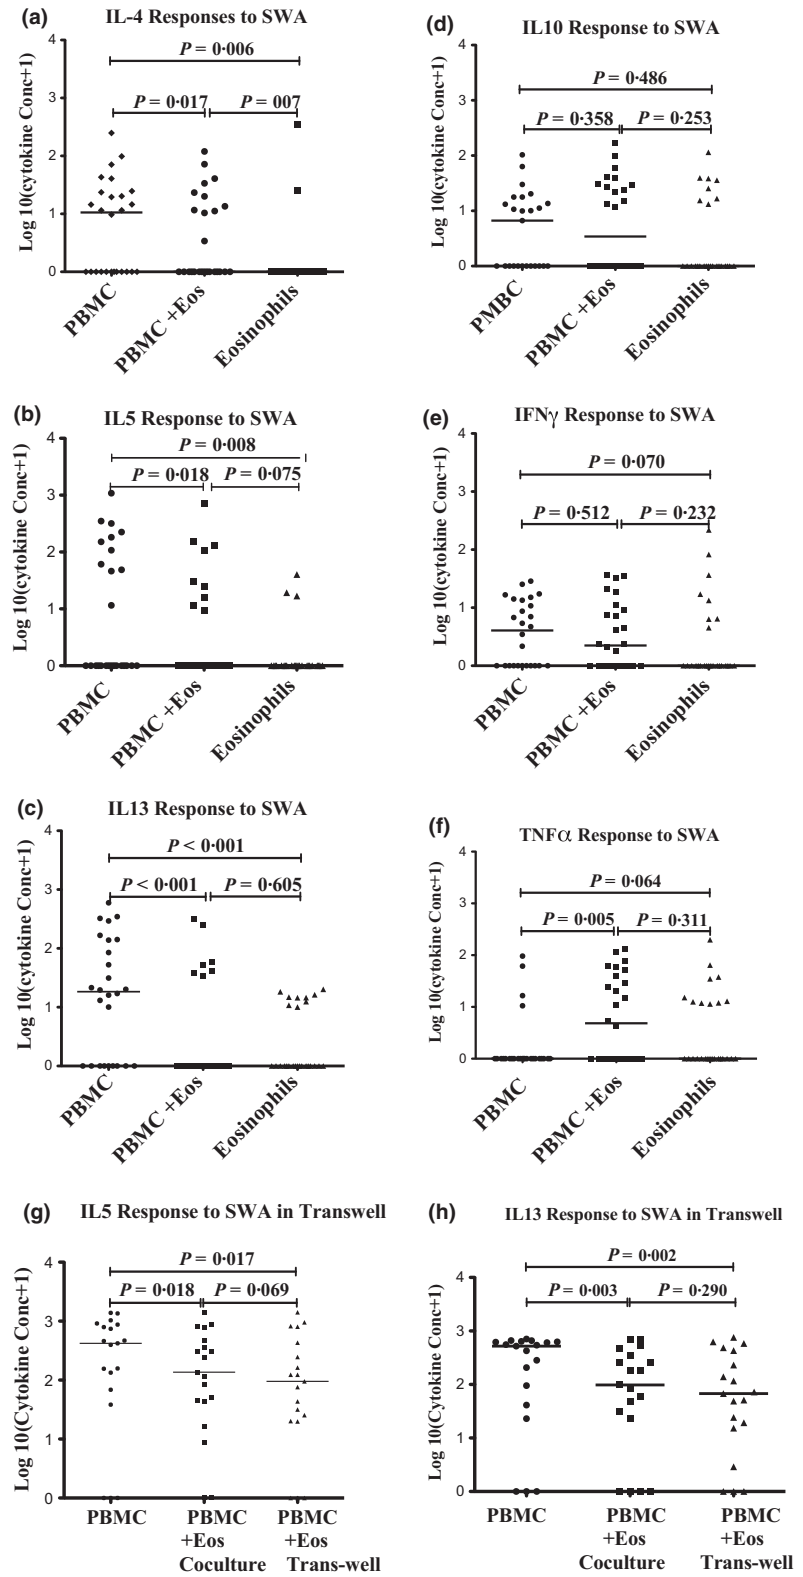 (a)
IL-4 Responses to SWA
P = 0·006
P = 0·017
P = 007
Log 10(cytokine Conc+1)
4
3
2
1
0
PBMC
PBMC +Eos
Eosinophils
(d)
IL10 Response to SWA
P = 0·486
P = 0·358
P = 0·253
Log 10(cytokine Conc+1)
4
3
2
1
0
PMBC
PBMC +Eos
Eosinophils
(b)
IL5 Response to SWA
P = 0·008
P = 0·018
P = 0·075
Log 10(cytokine Conc+1)
4
3
2
1
0
PBMC
PBMC +Eos
Eosinophils
(e)
IFNγ Response to SWA
P = 0·070
P = 0·512
P = 0·232
Log 10(cytokine Conc+1)
4
3
2
1
0
PBMC
PBMC +Eos
Eosinophils
(c)
IL13 Response to SWA
P < 0·001
P < 0·001
P = 0·605
Log 10(cytokine Conc+1)
4
3
2
1
0
PBMC
PBMC +Eos
Eosinophils
(f)
TNFα Response to SWA
P = 0·064
P = 0·005
P = 0·311
Log 10(cytokine Conc+1)
4
3
2
1
0
PBMC
PBMC +Eos
Eosinophils
(g)
IL5 Response to SWA in Transwell
P = 0·017
P = 0·018
P = 0·069
Log 10(Cytokine Conc+1)
4
3
2
1
0
PBMC
PBMC
+Eos
Coculture
PBMC
+Eos
Trans-well
(h)
IL13 Response to SWA in Transwell
P = 0·002
P = 0·003
P = 0·290
Log 10(Cytokine Conc+1)
4
3
2
1
0
PBMC
PBMC
+Eos
Coculture
PBMC
+Eos
Trans-well